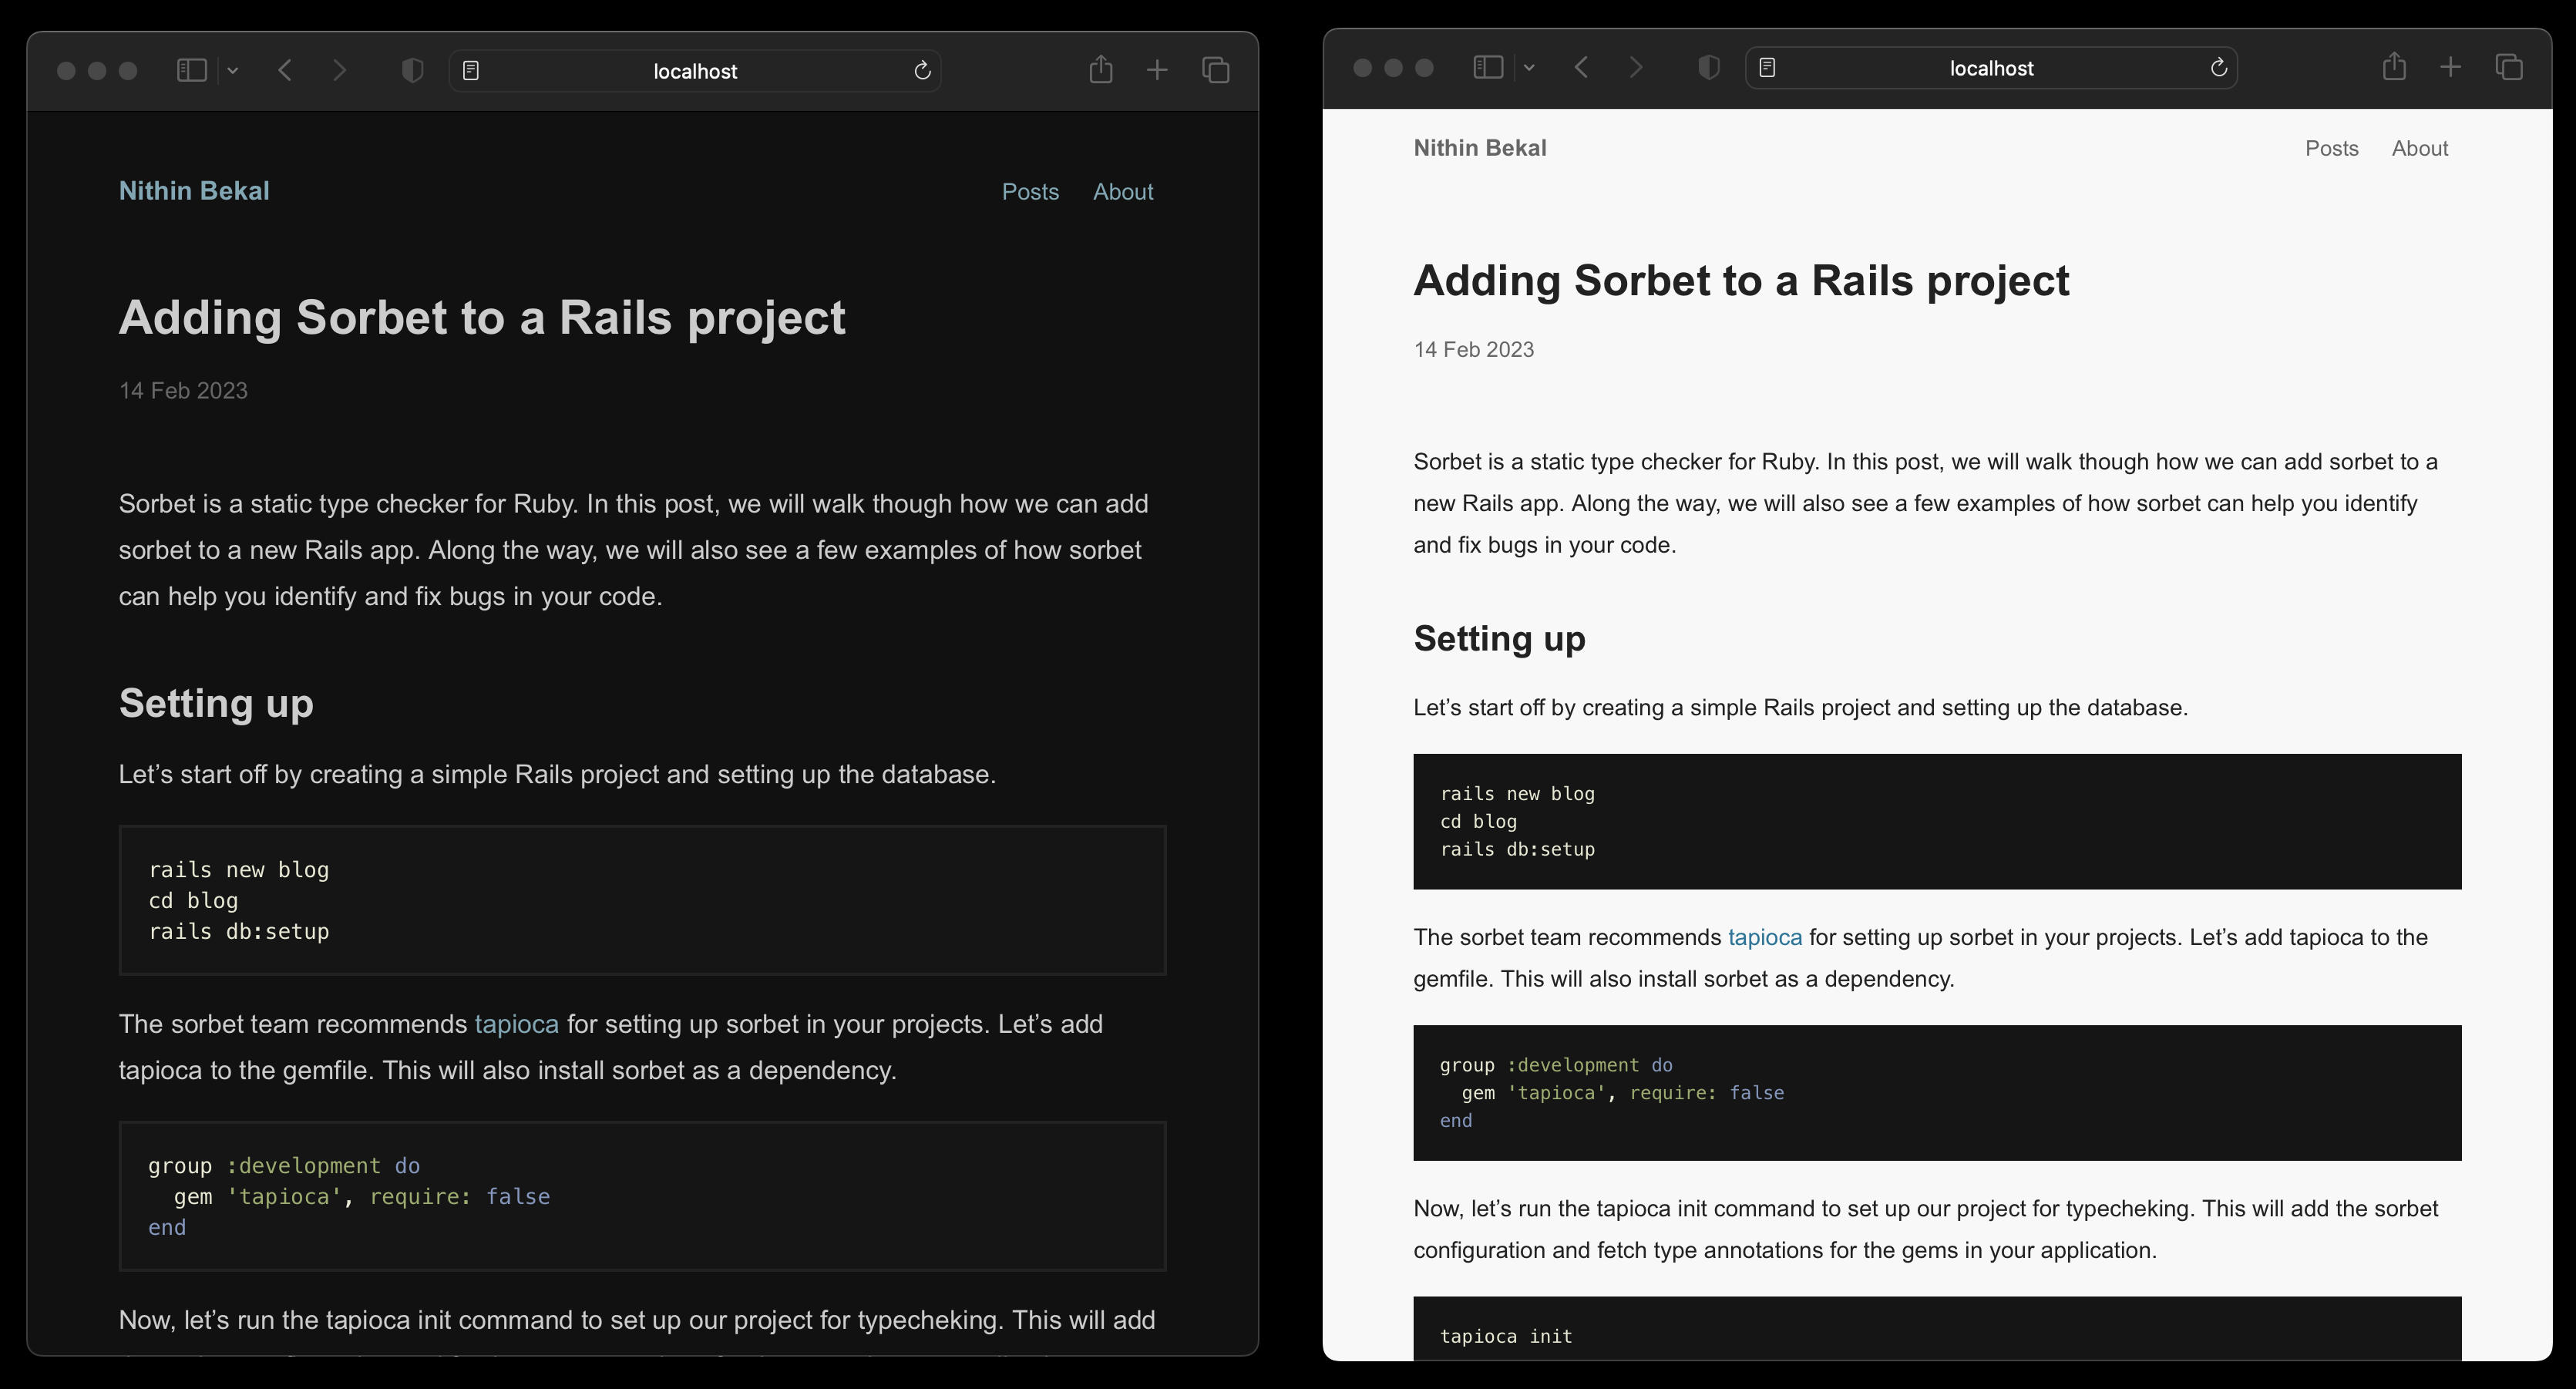 localhost
Nithin Bekal
Posts About
Adding Sorbet to a Rails project
14 Feb 2023
Sorbet is a static type checker for Ruby. In this post, we will walk though how we can add
sorbet to a new Rails app. Along the way, we will also see a few examples of how sorbet
can help you identify and fix bugs in your code.
Setting up
Let’s start off by creating a simple Rails project and setting up the database.
rails new blog
cd blog
rails db:setup
The sorbet team recommends tapioca for setting up sorbet in your projects. Let’s add
tapioca to the gemfile. This will also install sorbet as a dependency.
group :development do
  gem 'tapioca', require: false
end
Now, let’s run the tapioca init command to set up our project for typecheking. This will add
localhost
Nithin Bekal
Posts About
Adding Sorbet to a Rails project
14 Feb 2023
Sorbet is a static type checker for Ruby. In this post, we will walk though how we can add sorbet to a
new Rails app. Along the way, we will also see a few examples of how sorbet can help you identify
and fix bugs in your code.
Setting up
Let’s start off by creating a simple Rails project and setting up the database.
rails new blog
cd blog
rails db:setup
The sorbet team recommends tapioca for setting up sorbet in your projects. Let’s add tapioca to the
gemfile. This will also install sorbet as a dependency.
group :development do
  gem 'tapioca', require: false
end
Now, let’s run the tapioca init command to set up our project for typecheking. This will add the sorbet
configuration and fetch type annotations for the gems in your application.
tapioca init